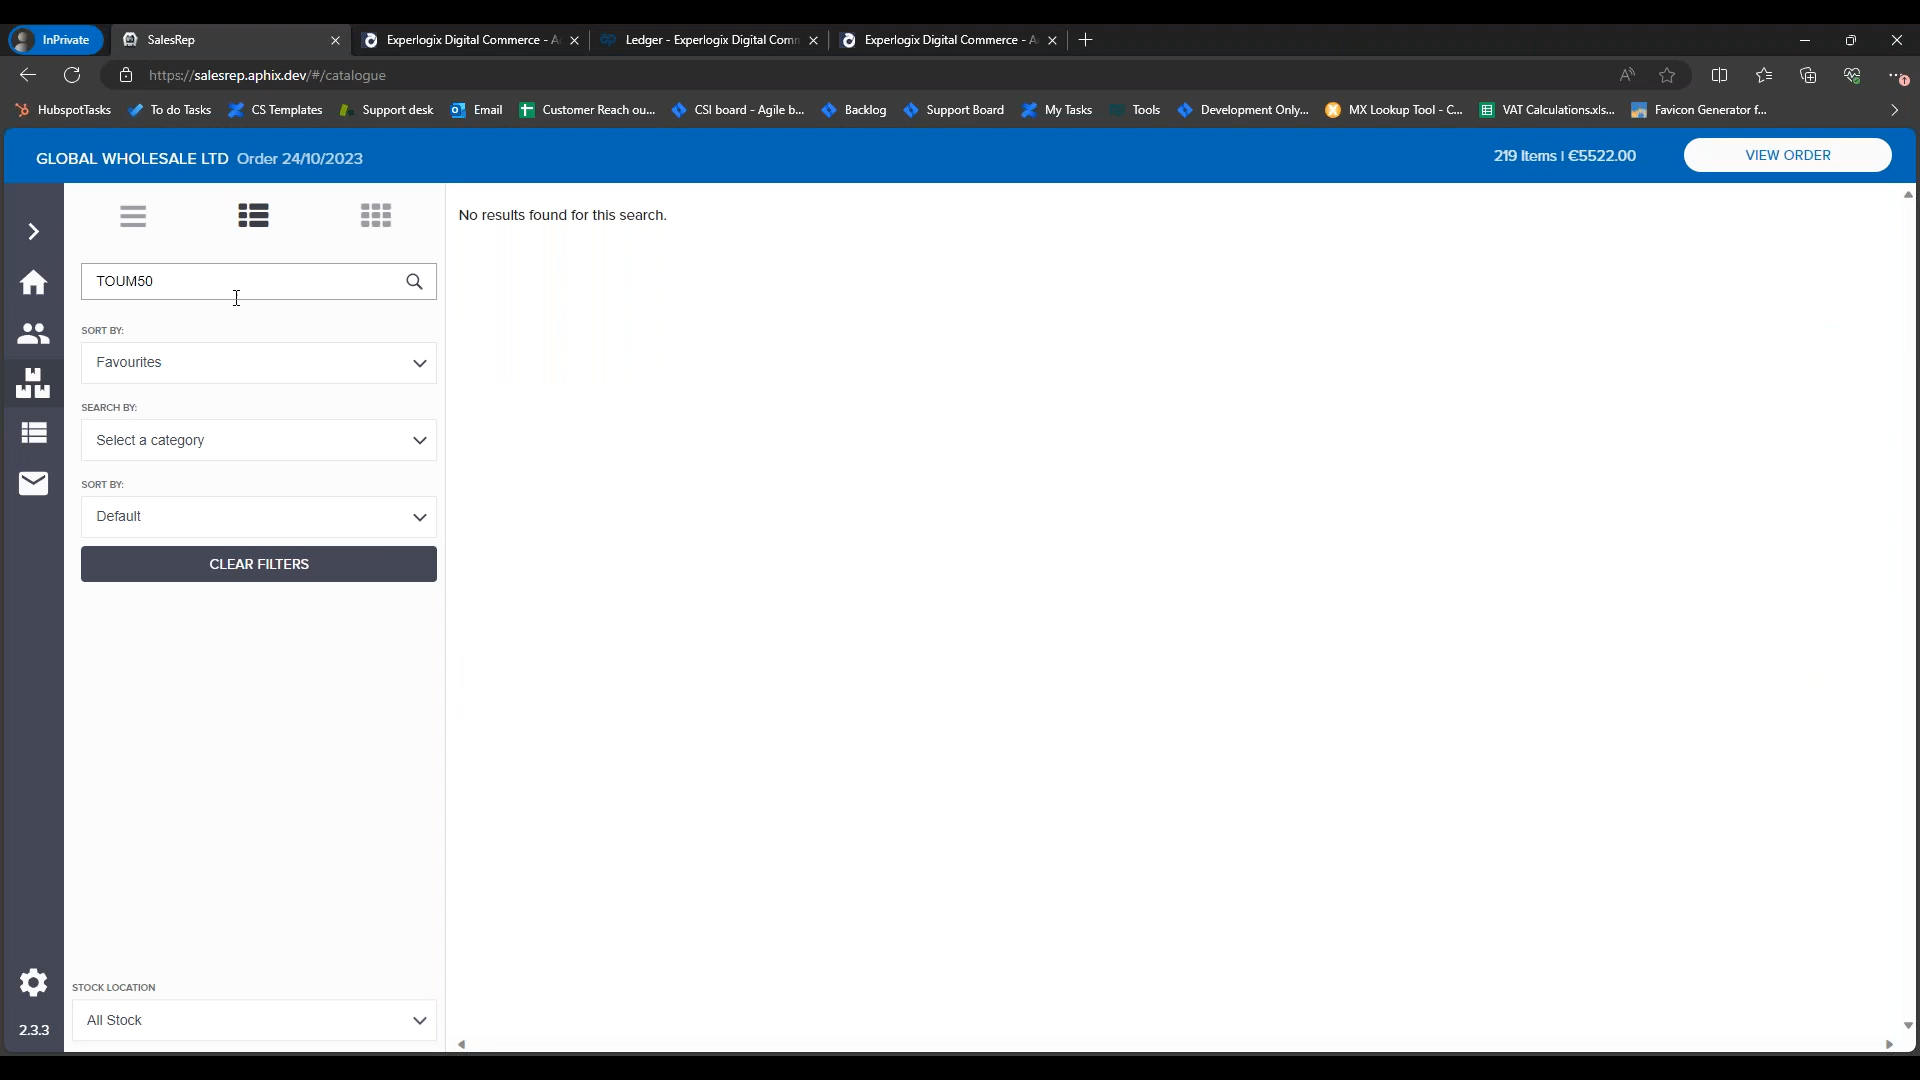 InPrivate
SalesRep
Experlogix Digital Commerce - A
Ledger - Experlogix Digital Com
Experlogix Digital Commerce - A
https://salesrep.aphix.dev/#/catalogue
HubspotTasks
To do Tasks
CS Templates
Support desk
Email
Customer Reach ou...
CSI board - Agile b...
Backlog
Support Board
My Tasks
Tools
Development Only...
MX Lookup Tool - C...
VAT Calculations.xls...
Favicon Generator f...
GLOBAL WHOLESALE LTD Order 24/10/2023
219 Items | €5522.00
VIEW ORDER
No results found for this search.
TOUM50
SORT BY:
Favourites
SEARCH BY:
Select a category
SORT BY:
Default
CLEAR FILTERS
STOCK LOCATION
All Stock
2.3.3